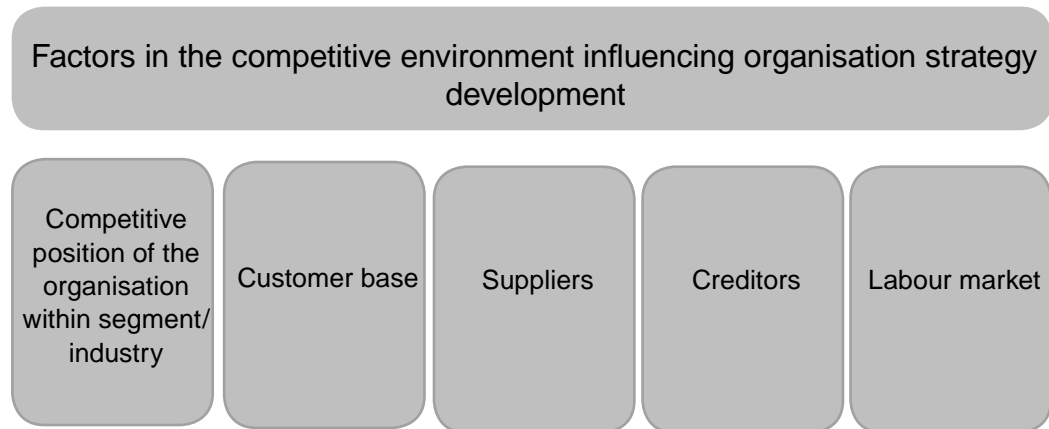 Factors in the competitive environment influencing organisation strategy
development
Competitive
position of the
organisation
within segment/
industry
Customer base
Suppliers
Creditors
Labour market